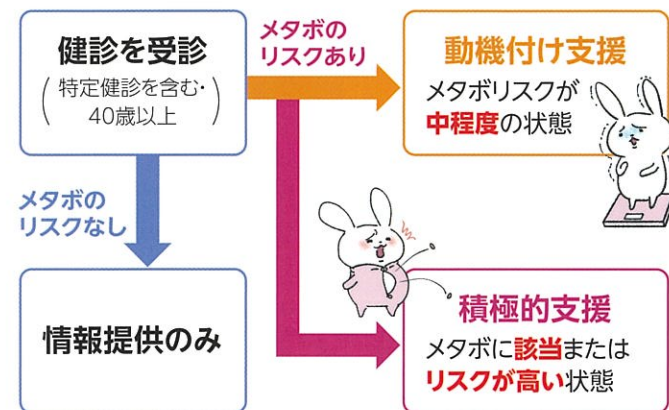 健診を受診
(特定健診を含む・
40歳以上)
メタボの
リスクあり
動機付け支援
メタボリスクが
中程度の状態
メタボの
リスクなし
情報提供のみ
積極的支援
メタボに該当または
リスクが高い状態